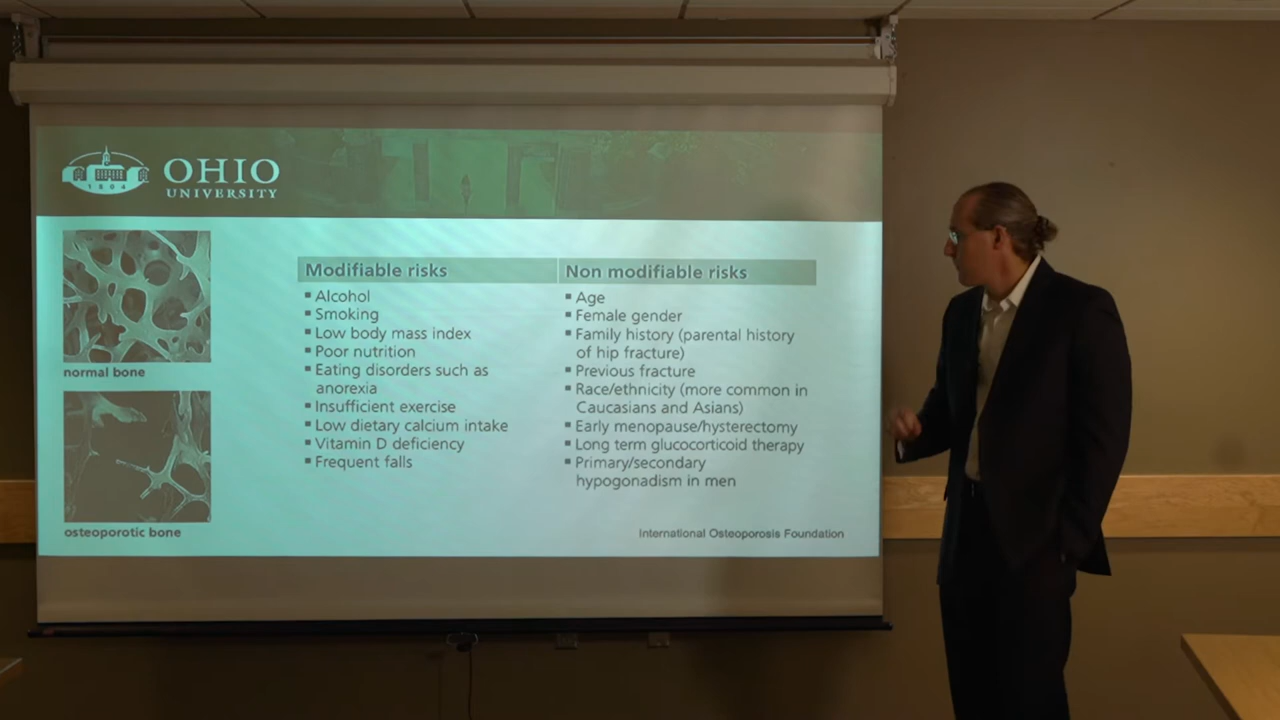 OHIO
UNIVERSITY
1804
normal bone
osteoporotic bone
Modifiable risks
▪ Alcohol
▪ Smoking
▪ Low body mass index
▪ Poor nutrition
▪ Eating disorders such as
anorexia
▪ Insufficient exercise
▪ Low dietary calcium intake
▪ Vitamin D deficiency
▪ Frequent falls
Non modifiable risks
▪ Age
▪ Female gender
▪ Family history (parental history
of hip fracture)
▪ Previous fracture
▪ Race/ethnicity (more common in
Caucasians and Asians)
▪ Early menopause/hysterectomy
▪ Long term glucocorticoid therapy
▪ Primary/secondary
hypogonadism in men
International Osteoporosis Foundation